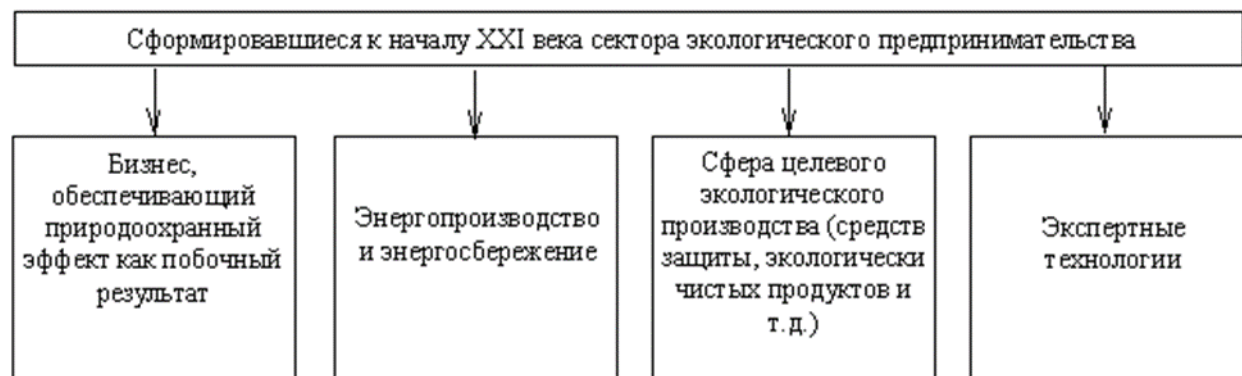 Сформировавшиеся к началу XXI века сектора экологического предпринимательства
Бизнес,
обеспечивающий
природоохранный
эффект как побочный
результат
Энергопроизводство
и энергосбережение
Сфера целевого
экологического
производства (средств
защиты, экологически
чистых продуктов и
т.д.)
Экспертные
технологии